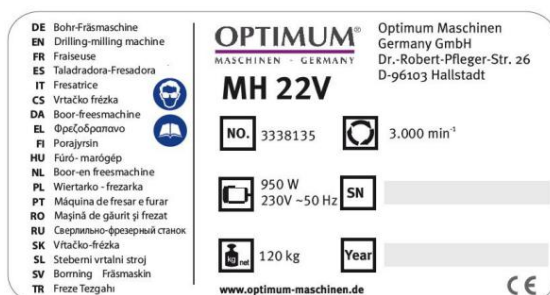 DE Bohr-Fräsmaschine
EN Drilling-milling machine
FR Fraiseuse
ES Taladradora-Fresadora
IT Fresatrice
CS Vrtačko frézka
DA Boor-freesmachine
EL Φρεζοδραπανο
FI Porajyrsin
HU Fúró- marógép
NL Boor-en freesmachine
PL Wiertarko - frezarka
PT Máquina de fresar e furar
RO Maşină de găurit şi frezat
RU Сверлильно-фрезерный станок
SK Vŕtačko-frézka
SL Steberni vrtalni stroj
SV Borrning Fräsmaskin
TR Freze Tezgahı
OPTIMUM®
MASCHINEN - GERMANY
MH 22V
Optimum Maschinen
Germany GmbH
Dr.-Robert-Pfleger-Str. 26
D-96103 Hallstadt
NO. 3338135
3.000 min⁻¹
950 W
230V ~50 Hz
SN
kg
net
120 kg
Year
www.optimum-maschinen.de
CE